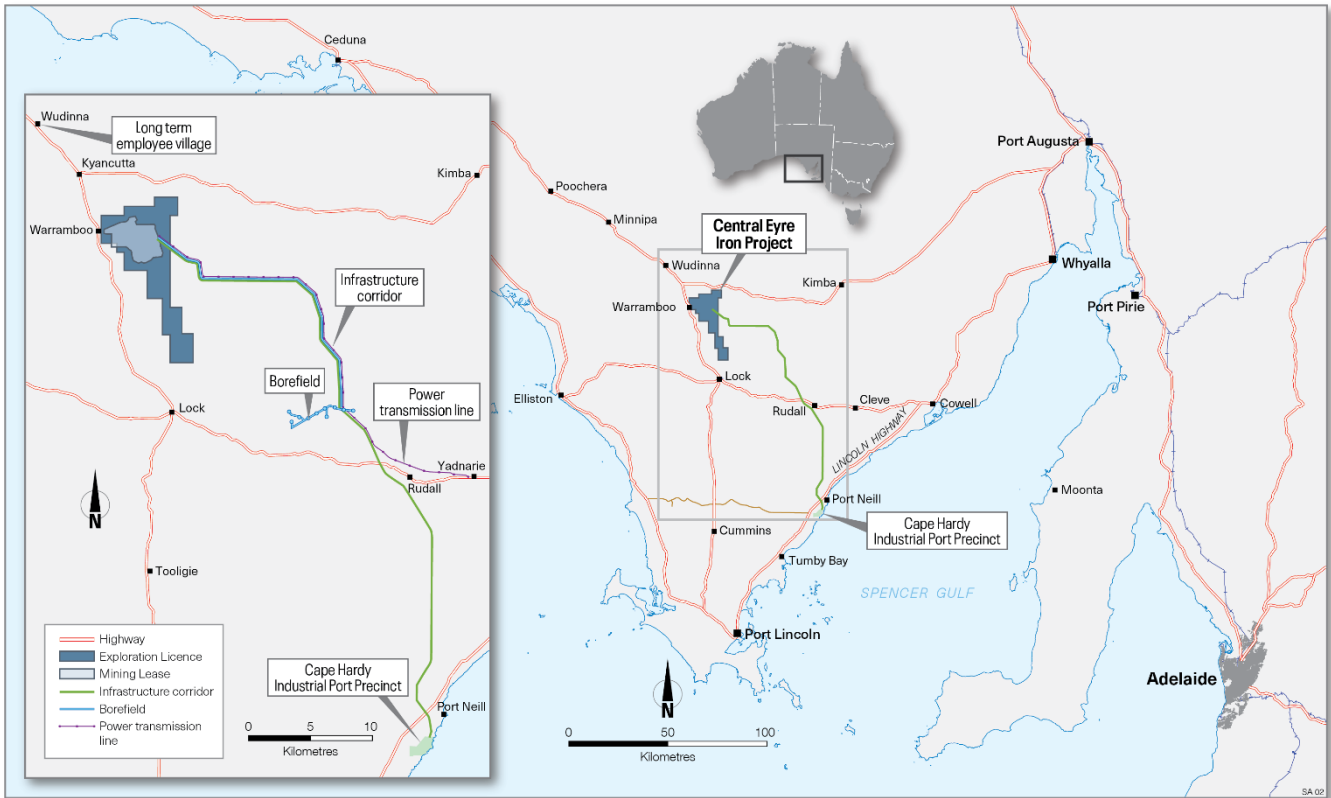 Ceduna
Wudinna
Long term
employee village
Kyancutta
Kimba
Warramboo
Infrastructure
corridor
Borefield
Power
transmission line
Lock
Yadnarie
Rudall
N
Tooligie
Highway
Exploration Licence
Mining Lease
Infrastructure corridor
Borefield
Power transmission
line
Cape Hardy
Industrial Port Precinct
Port Neill
0 5 10
Kilometres
Poochera
Minnipa
Central Eyre
Iron Project
Wudinna
Kimba
Warramboo
Lock
Elliston
Rudall
Cleve
Cowell
LINCOLN HIGHWAY
Port Neill
Cape Hardy
Industrial Port Precinct
Cummins
Tumby Bay
SPENCER GULF
Port Lincoln
N
0 50 100
Kilometres
Port Augusta
Whyalla
Port Pirie
Moonta
Adelaide
SA 02